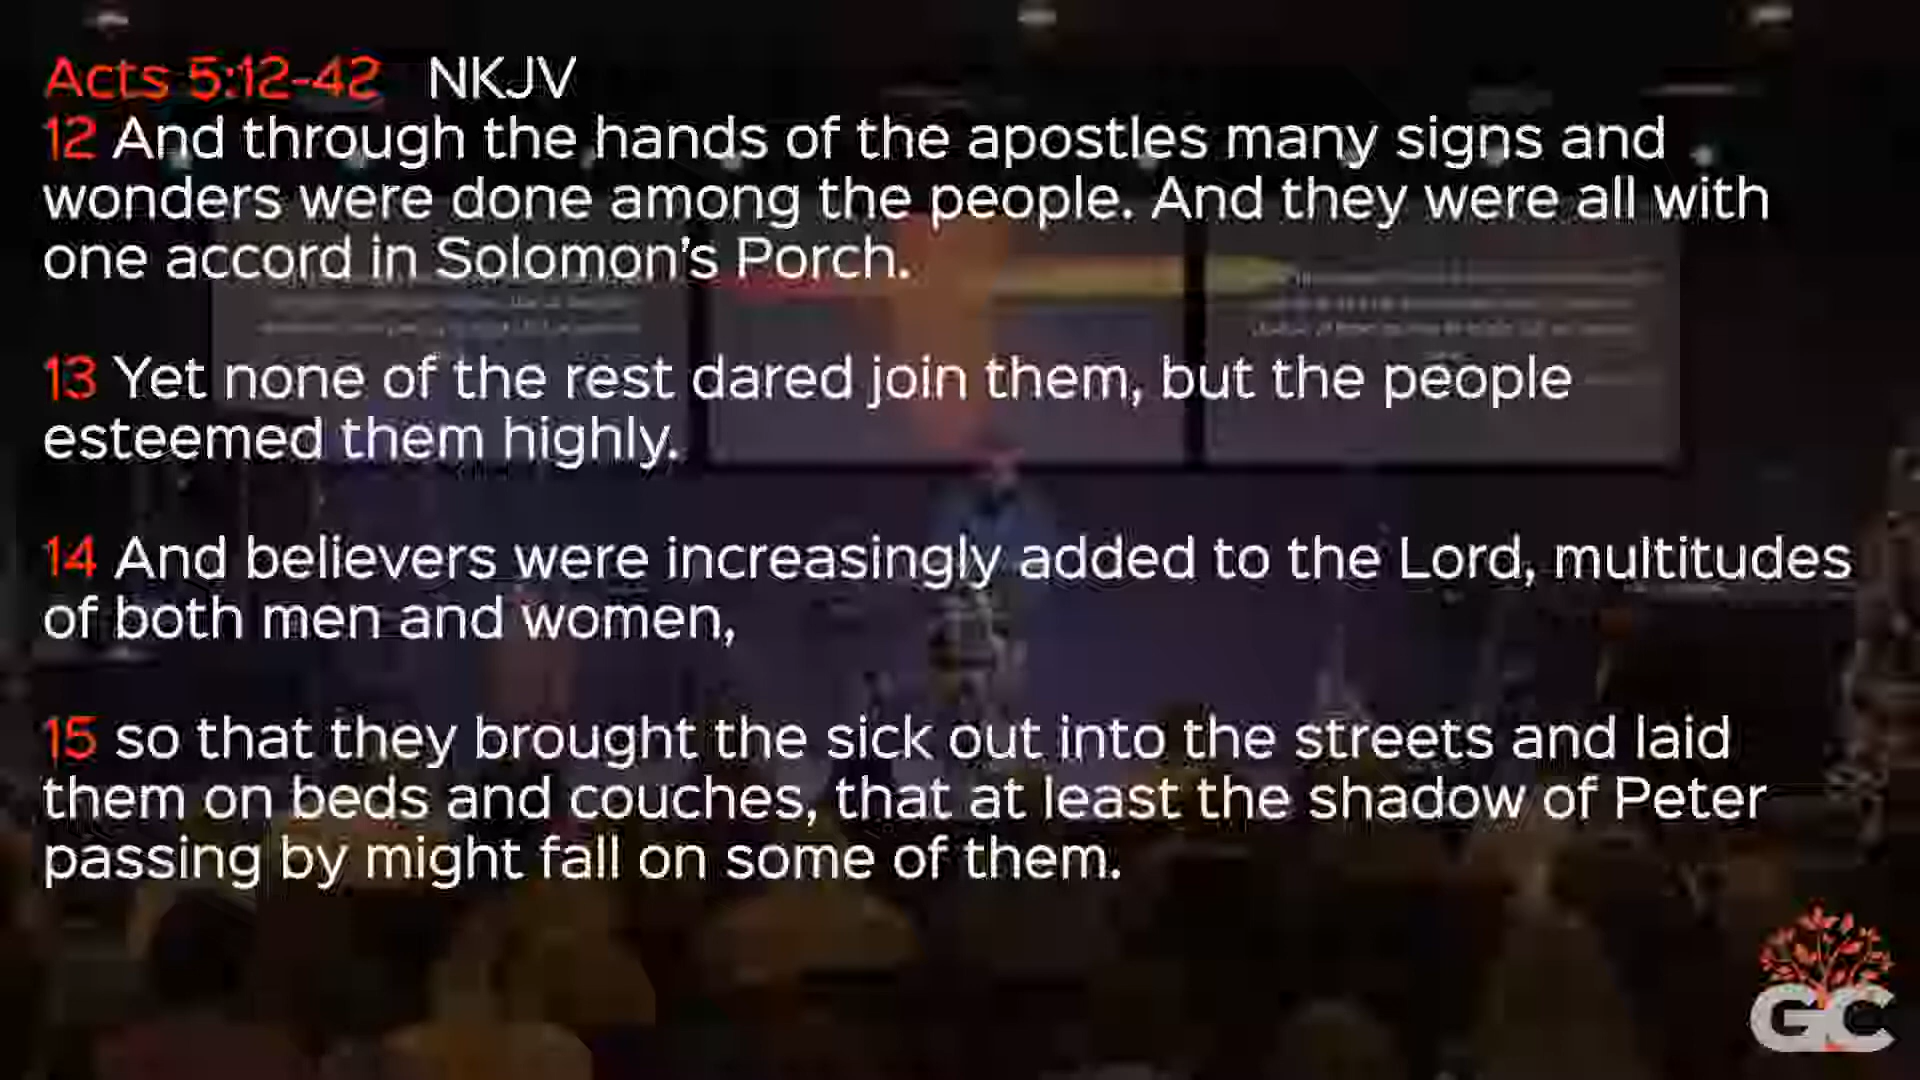 Acts 5:12-42 NKJV
12 And through the hands of the apostles many signs and
wonders were done among the people. And they were all with
one accord in Solomon's Porch.
13 Yet none of the rest dared join them, but the people
esteemed them highly.
14 And believers were increasingly added to the Lord, multitudes
of both men and women,
15 so that they brought the sick out into the streets and laid
them on beds and couches, that at least the shadow of Peter
passing by might fall on some of them.
GC